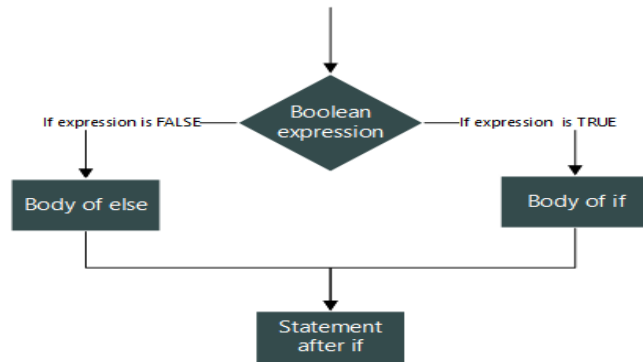 Boolean
expression
If expression is FALSE
If expression is TRUE
Body of else
Body of if
Statement
after if